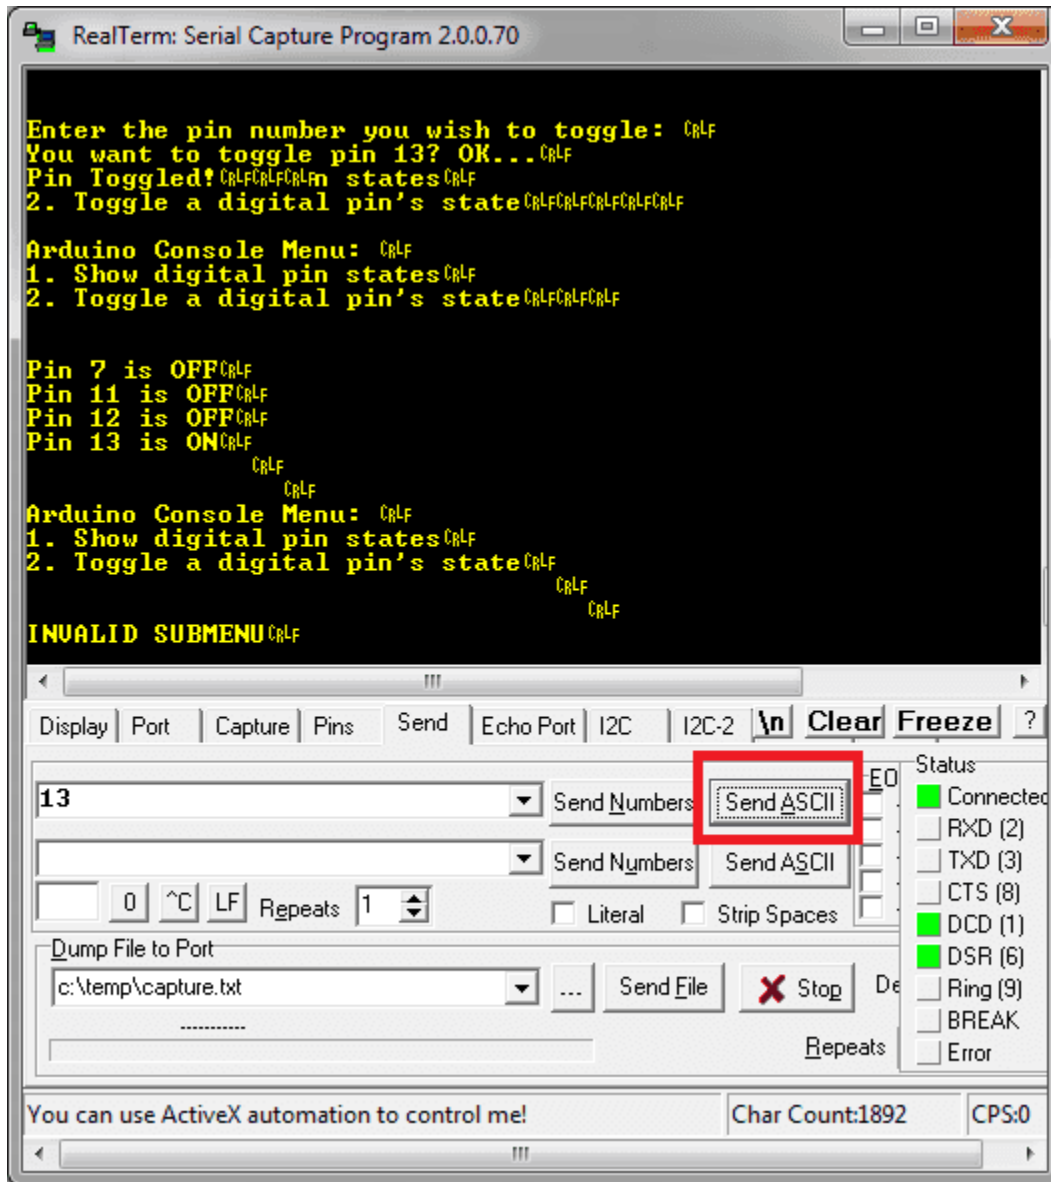 RealTerm: Serial Capture Program 2.0.0.70
Enter the pin number you wish to toggle: CRLF
You want to toggle pin 13? OK...CRLF
Pin Toggled!CRLFCRLFCRLFn statesCRLF
2. Toggle a digital pin's stateCRLFCRLFCRLFCRLFCRLF
Arduino Console Menu: CRLF
1. Show digital pin statesCRLF
2. Toggle a digital pin's stateCRLFCRLFCRLF
Pin 7 is OFFCRLF
Pin 11 is OFFCRLF
Pin 12 is OFFCRLF
Pin 13 is ONCRLF
CRLF
CRLF
Arduino Console Menu: CRLF
1. Show digital pin statesCRLF
2. Toggle a digital pin's stateCRLF
CRLF
CRLF
INVALID SUBMENUCRLF
Display Port Capture Pins Send Echo Port I2C I2C-2 \n Clear Freeze ?
13 Send Numbers Send ASCII EO
Send Numbers Send ASCII
0 ^C LF Repeats 1 Literal Strip Spaces
Dump File to Port
c:\temp\capture.txt ... Send File Stop De
-----------
Repeats
Status
Connected
RXD (2)
TXD (3)
CTS (8)
DCD (1)
DSR (6)
Ring (9)
BREAK
Error
You can use ActiveX automation to control me! Char Count:1892 CPS:0